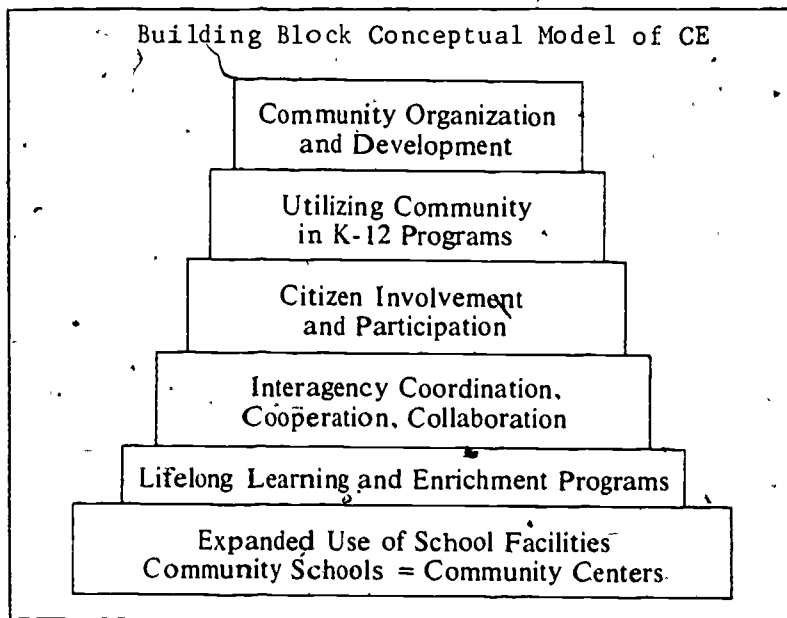 Building Block Conceptual Model of CE
Community Organization
and Development
Utilizing Community
in K-12 Programs
Citizen Involvement
and Participation
Interagency Coordination,
Cooperation, Collaboration
Lifelong Learning and Enrichment Programs
Expanded Use of School Facilities
Community Schools = Community Centers